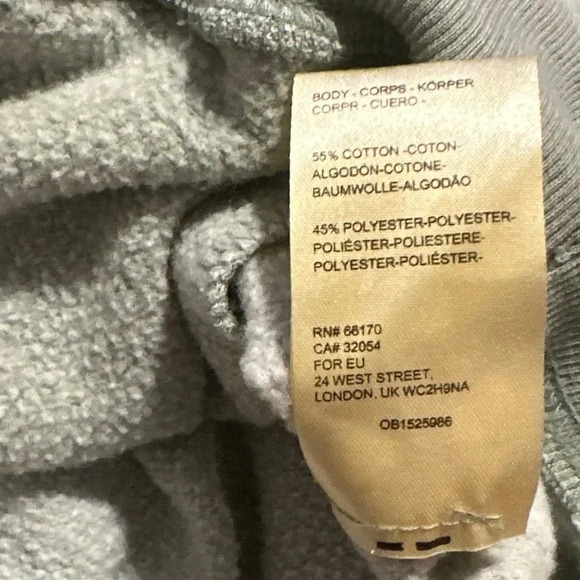 BODY - CORPS - KÖRPER
CORPR - CUERO -
55% COTTON -COTON-
ALGODÓN-COTONE-
BAUMWOLLE-ALGODÃO
45% POLYESTER-POLYESTER-
POLIÉSTER-POLIESTERE-
POLYESTER-POLIÉSTER-
RN# 66170
CA# 32054
FOR EU
24 WEST STREET,
LONDON, UK WC2H9NA
OB1525986